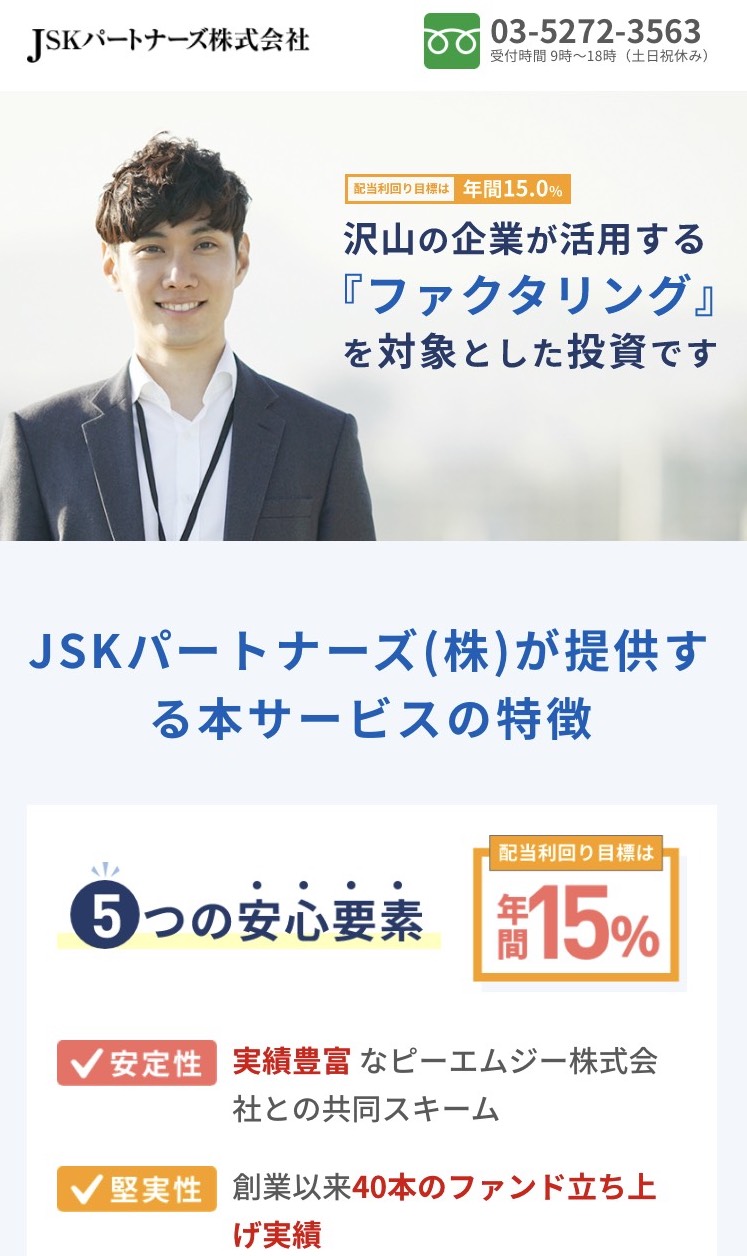 JSKパートナーズ株式会社
03-5272-3563
受付時間 9時〜18時（土日祝休み）
配当利回り目標は 年間15.0%
沢山の企業が活用する
『ファクタリング』
を対象とした投資です
JSKパートナーズ(株)が提供す
る本サービスの特徴
5つの安心要素
配当利回り目標は
年間15%
安定性
実績豊富 なピーエムジー株式会
社との共同スキーム
堅実性
創業以来40本のファンド立ち上
げ実績